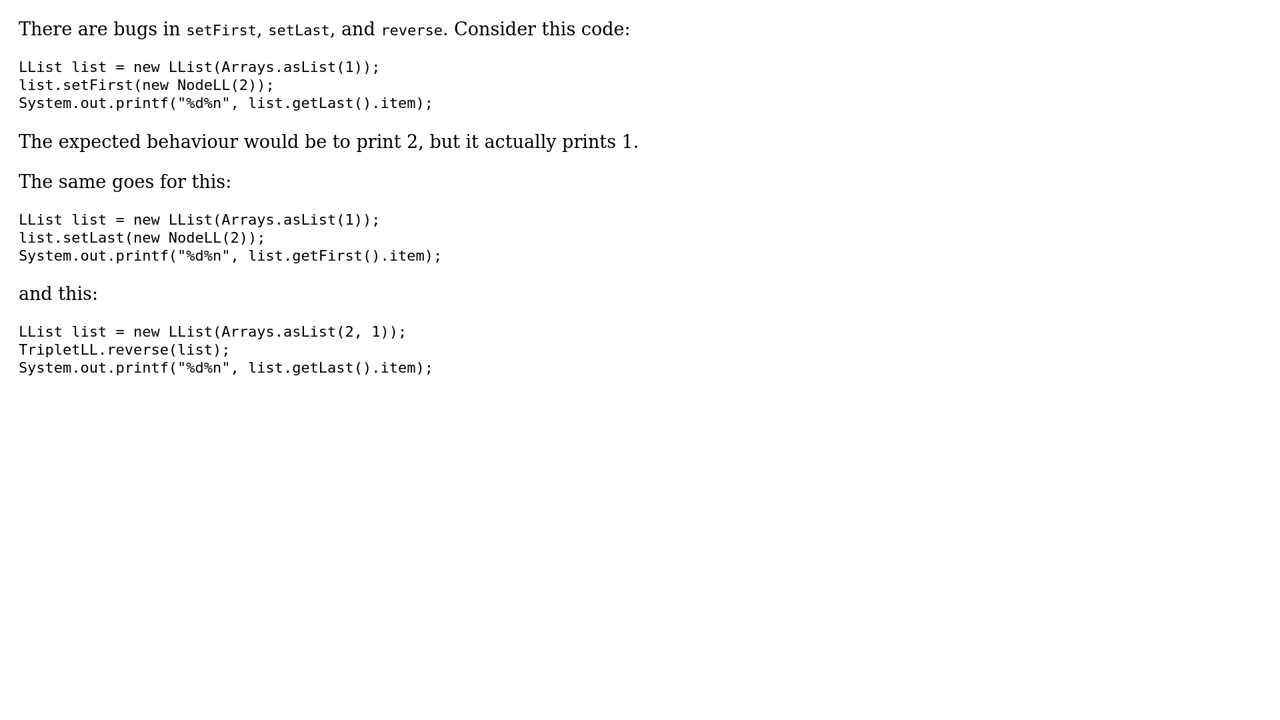 There are bugs in setFirst, setLast, and reverse. Consider this code:
LList list = new LList(Arrays.asList(1));
list.setFirst(new NodeLL(2));
System.out.printf("%d%n", list.getLast().item);
The expected behaviour would be to print 2, but it actually prints 1.
The same goes for this:
LList list = new LList(Arrays.asList(1));
list.setLast(new NodeLL(2));
System.out.printf("%d%n", list.getFirst().item);
and this:
LList list = new LList(Arrays.asList(2, 1));
TripletLL.reverse(list);
System.out.printf("%d%n", list.getLast().item);